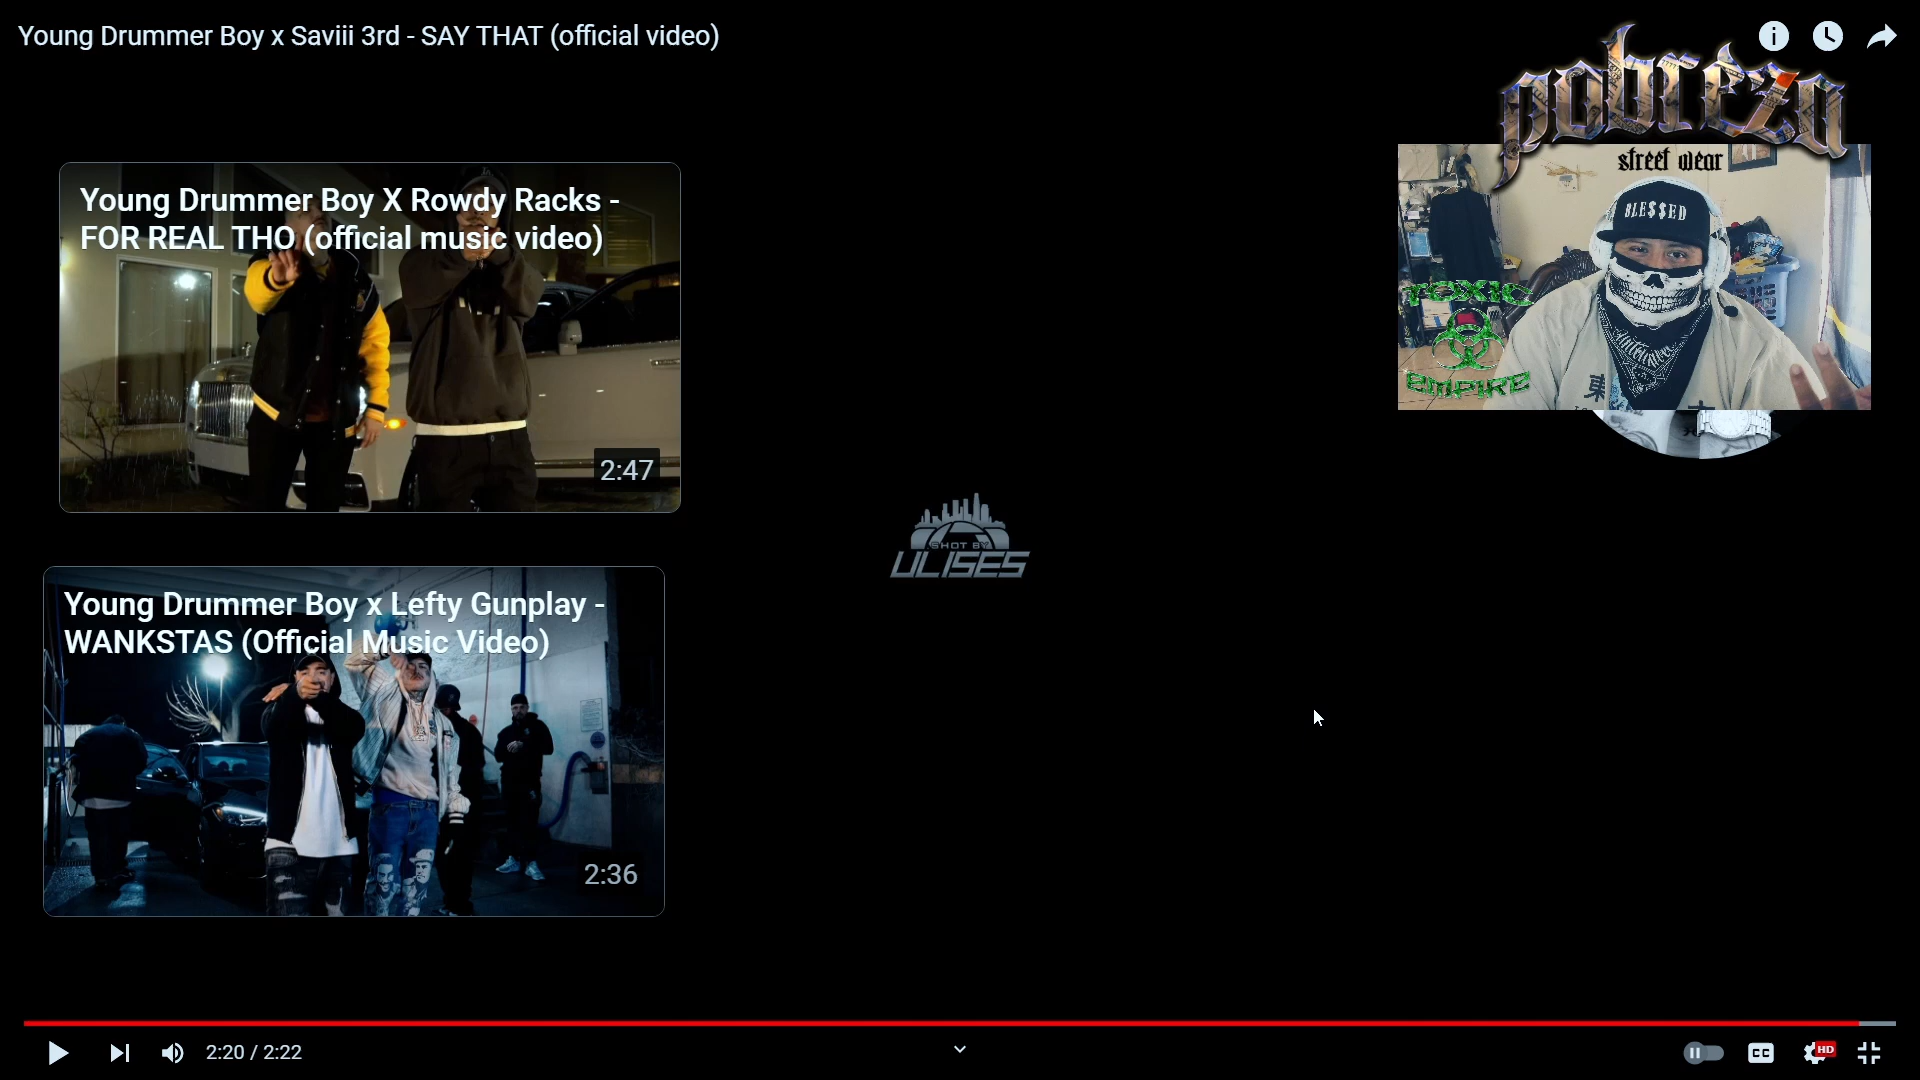 Young Drummer Boy x Saviii 3rd - SAY THAT (official video)
pobreza
street wear
BLE$$ED
TOXIC
EMPIRE
Young Drummer Boy X Rowdy Racks -
FOR REAL THO (official music video)
2:47
SHOT BY
ULISES
Young Drummer Boy x Lefty Gunplay -
WANKSTAS (Official Music Video)
2:36
2:20 / 2:22
CC
HD